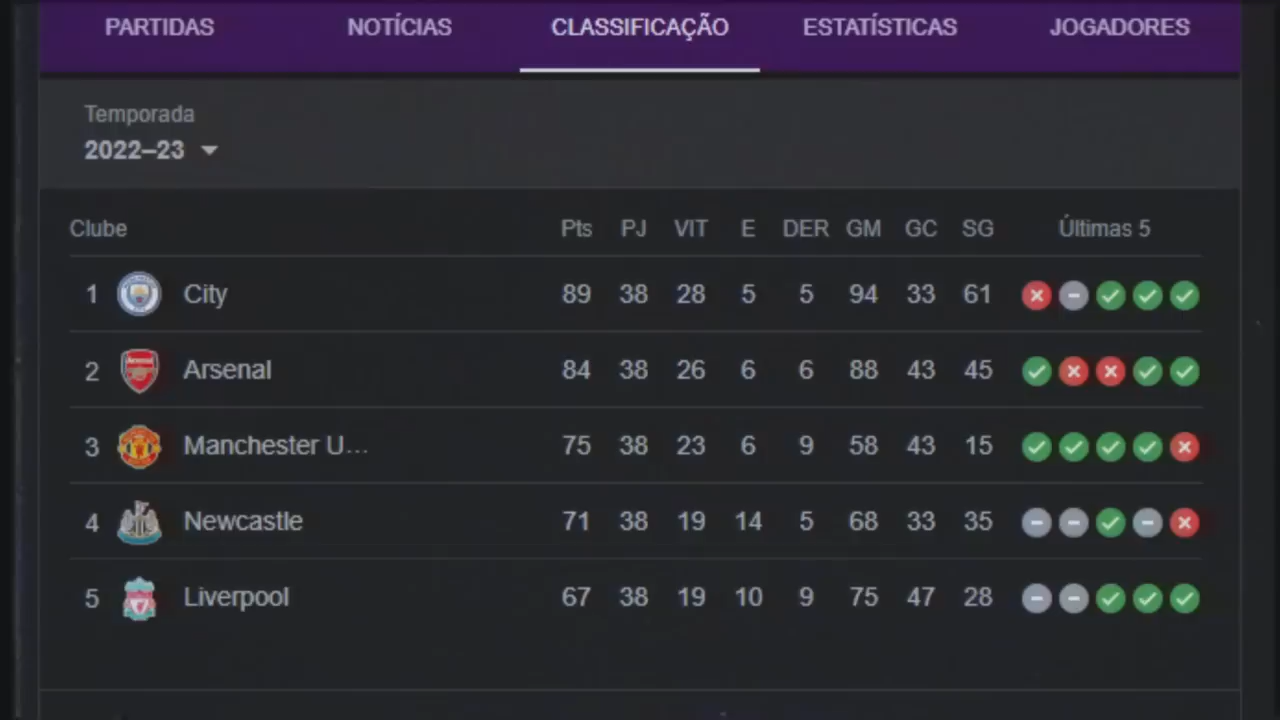 PARTIDAS NOTÍCIAS CLASSIFICAÇÃO ESTATÍSTICAS JOGADORES
Temporada
2022–23
Clube Pts PJ VIT E DER GM GC SG Últimas 5
1 City 89 38 28 5 5 94 33 61
2 Arsenal 84 38 26 6 6 88 43 45
3 Manchester U... 75 38 23 6 9 58 43 15
4 Newcastle 71 38 19 14 5 68 33 35
5 Liverpool 67 38 19 10 9 75 47 28